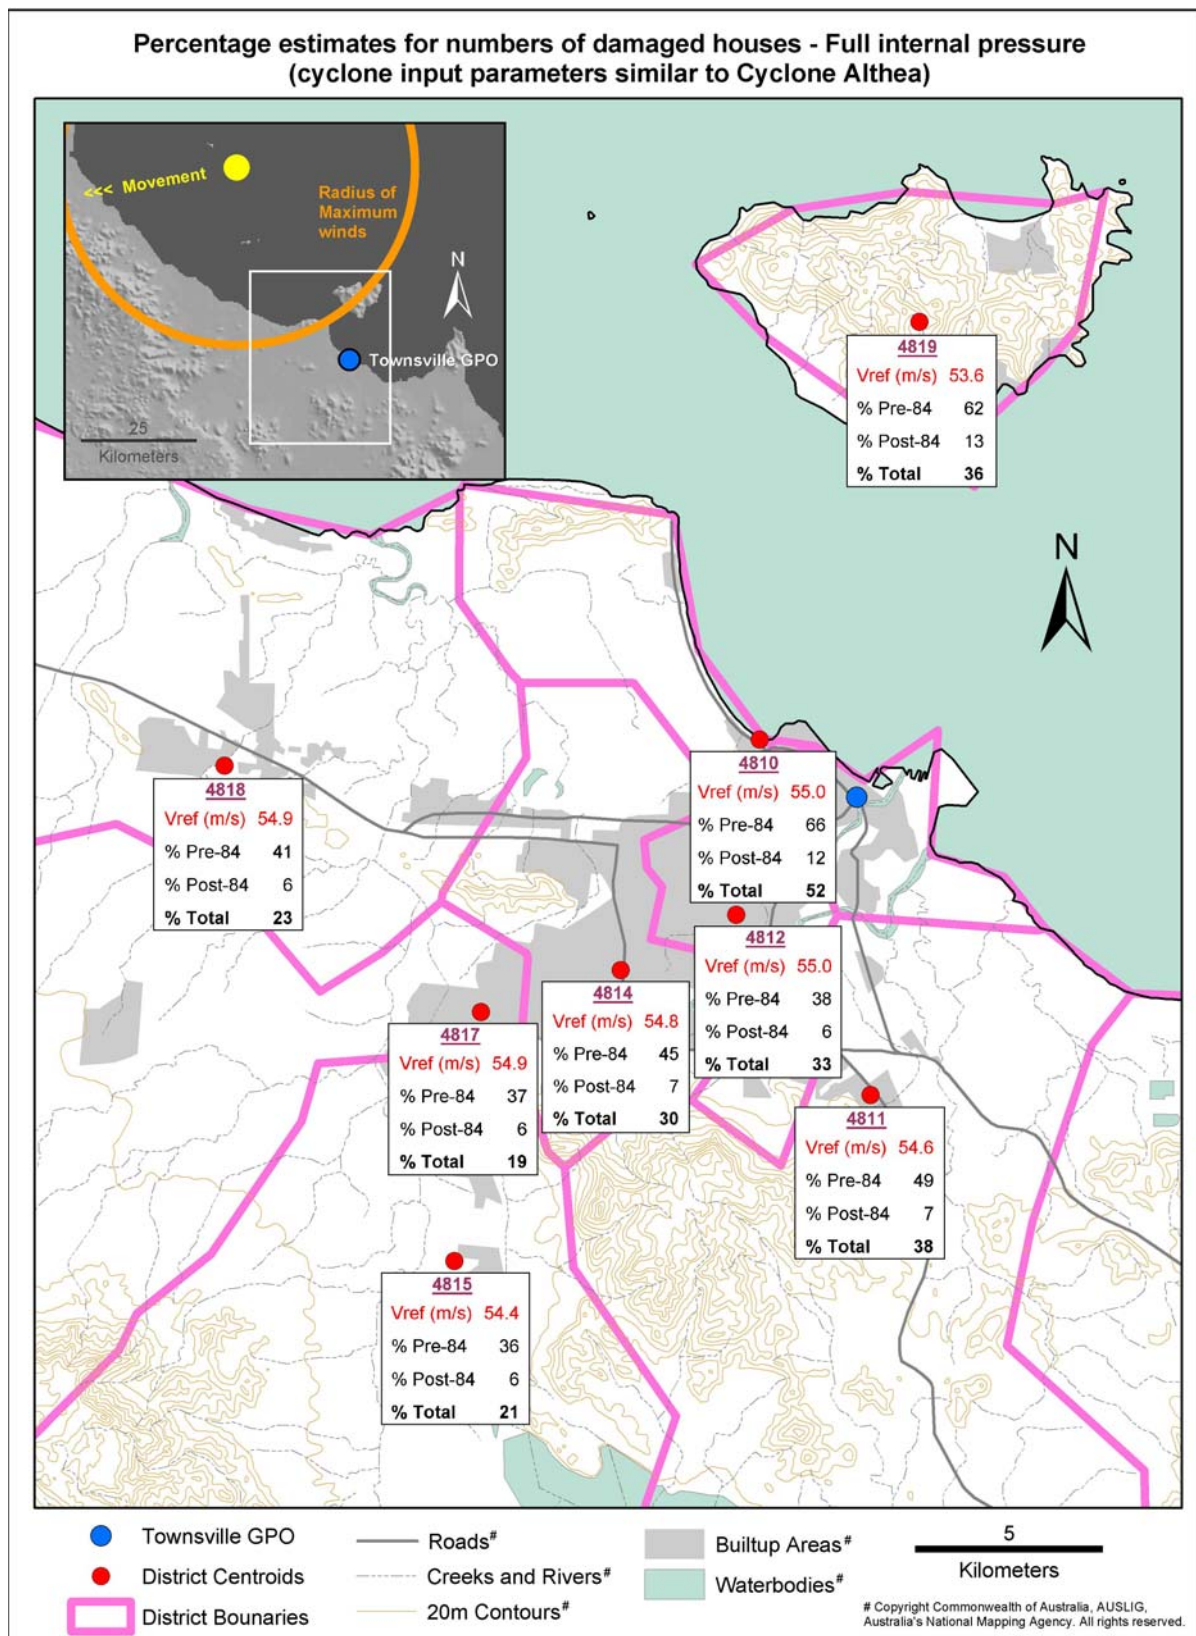 Percentage estimates for numbers of damaged houses - Full internal pressure
(cyclone input parameters similar to Cyclone Althea)
<<< Movement
Radius of
Maximum
winds
N
Townsville GPO
25
Kilometers
4819
Vref (m/s) 53.6
% Pre-84 62
% Post-84 13
% Total 36
N
4810
Vref (m/s) 55.0
% Pre-84 66
% Post-84 12
% Total 52
4818
Vref (m/s) 54.9
% Pre-84 41
% Post-84 6
% Total 23
4812
Vref (m/s) 55.0
% Pre-84 38
% Post-84 6
% Total 33
4814
Vref (m/s) 54.8
% Pre-84 45
% Post-84 7
% Total 30
4817
Vref (m/s) 54.9
% Pre-84 37
% Post-84 6
% Total 19
4811
Vref (m/s) 54.6
% Pre-84 49
% Post-84 7
% Total 38
4815
Vref (m/s) 54.4
% Pre-84 36
% Post-84 6
% Total 21
Townsville GPO
District Centroids
District Bounaries
Roads#
Creeks and Rivers#
20m Contours#
Builtup Areas#
Waterbodies#
5
Kilometers
# Copyright Commonwealth of Australia, AUSLIG,
Australia's National Mapping Agency. All rights reserved.